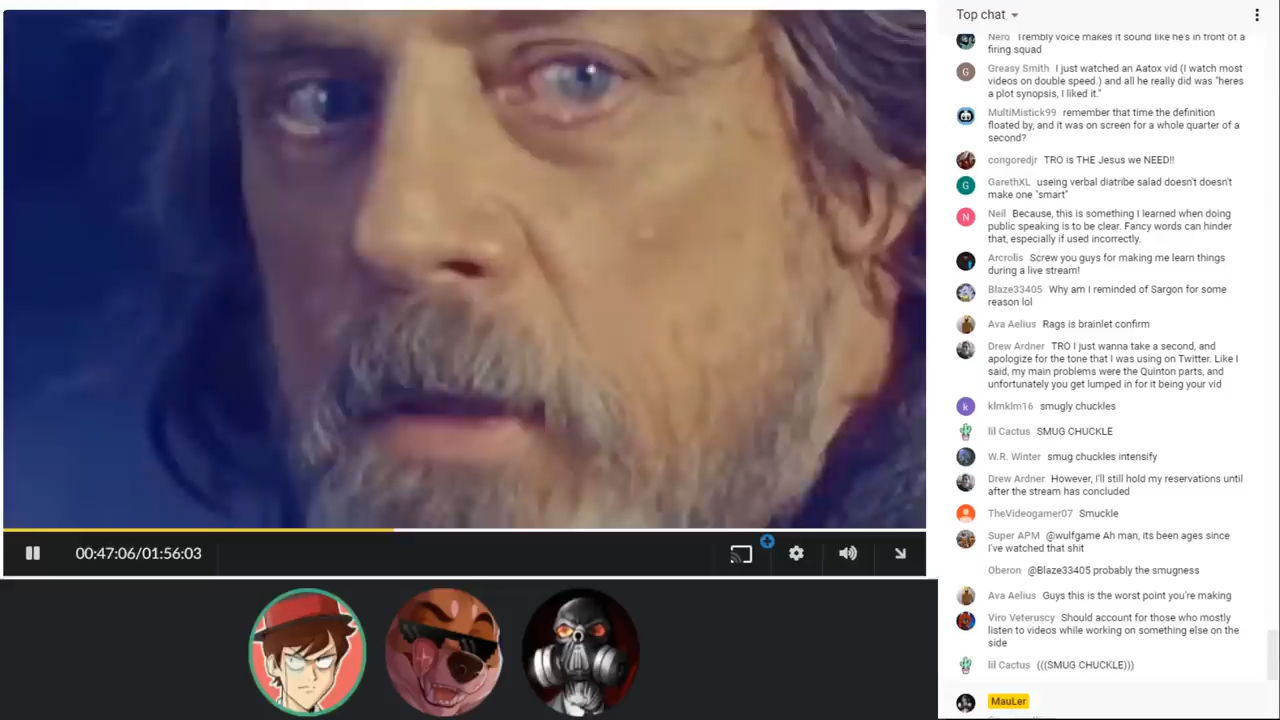 Top chat
Nero Trembly voice makes it sound like he's in front of a
firing squad
Greasy Smith I just watched an Aatox vid (I watch most
videos on double speed.) and all he really did was "heres
a plot synopsis, I liked it."
MultiMistick99 remember that time the definition
floated by, and it was on screen for a whole quarter of a
second?
congoredjr TRO is THE Jesus we NEED!!
GarethXL useing verbal diatribe salad doesn't doesn't
make one "smart"
Neil Because, this is something I learned when doing
public speaking is to be clear. Fancy words can hinder
that, especially if used incorrectly.
Arcrolis Screw you guys for making me learn things
during a live stream!
Blaze33405 Why am I reminded of Sargon for some
reason lol
Ava Aelius Rags is brainlet confirm
Drew Ardner TRO I just wanna take a second, and
apologize for the tone that I was using on Twitter. Like I
said, my main problems were the Quinton parts, and
unfortunately you get lumped in for it being your vid
klmklm16 smugly chuckles
lil Cactus SMUG CHUCKLE
W.R. Winter smug chuckles intensify
Drew Ardner However, I'll still hold my reservations until
after the stream has concluded
TheVideogamer07 Smuckle
Super APM @wulfgame Ah man, its been ages since
I've watched that shit
Oberon @Blaze33405 probably the smugness
Ava Aelius Guys this is the worst point you're making
Viro Veteruscy Should account for those who mostly
listen to videos while working on something else on the
side
lil Cactus (((SMUG CHUCKLE)))
MauLer
00:47:06/01:56:03